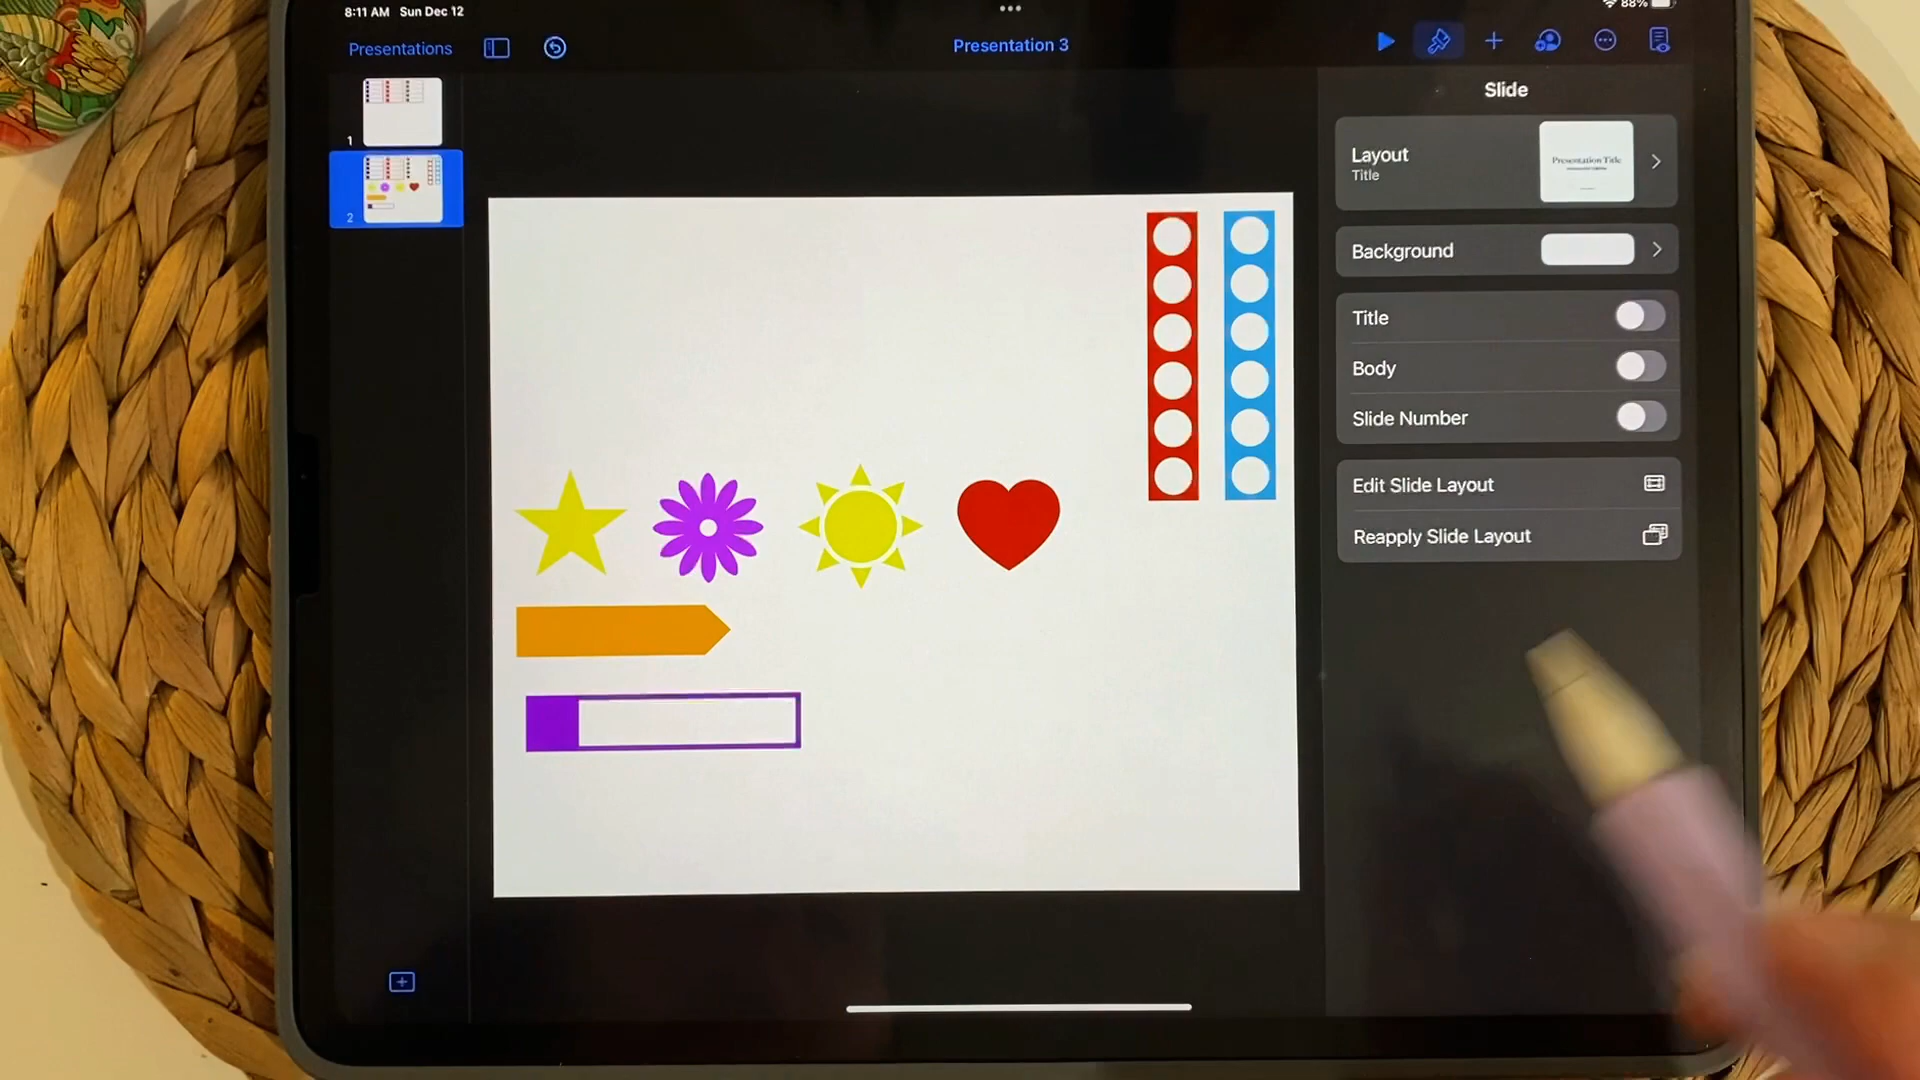 8:11 AM Sun Dec 12
88%
Presentations
Presentation 3
1
2
Slide
Layout
Title
Presentation Title
Background
Title
Body
Slide Number
Edit Slide Layout
Reapply Slide Layout